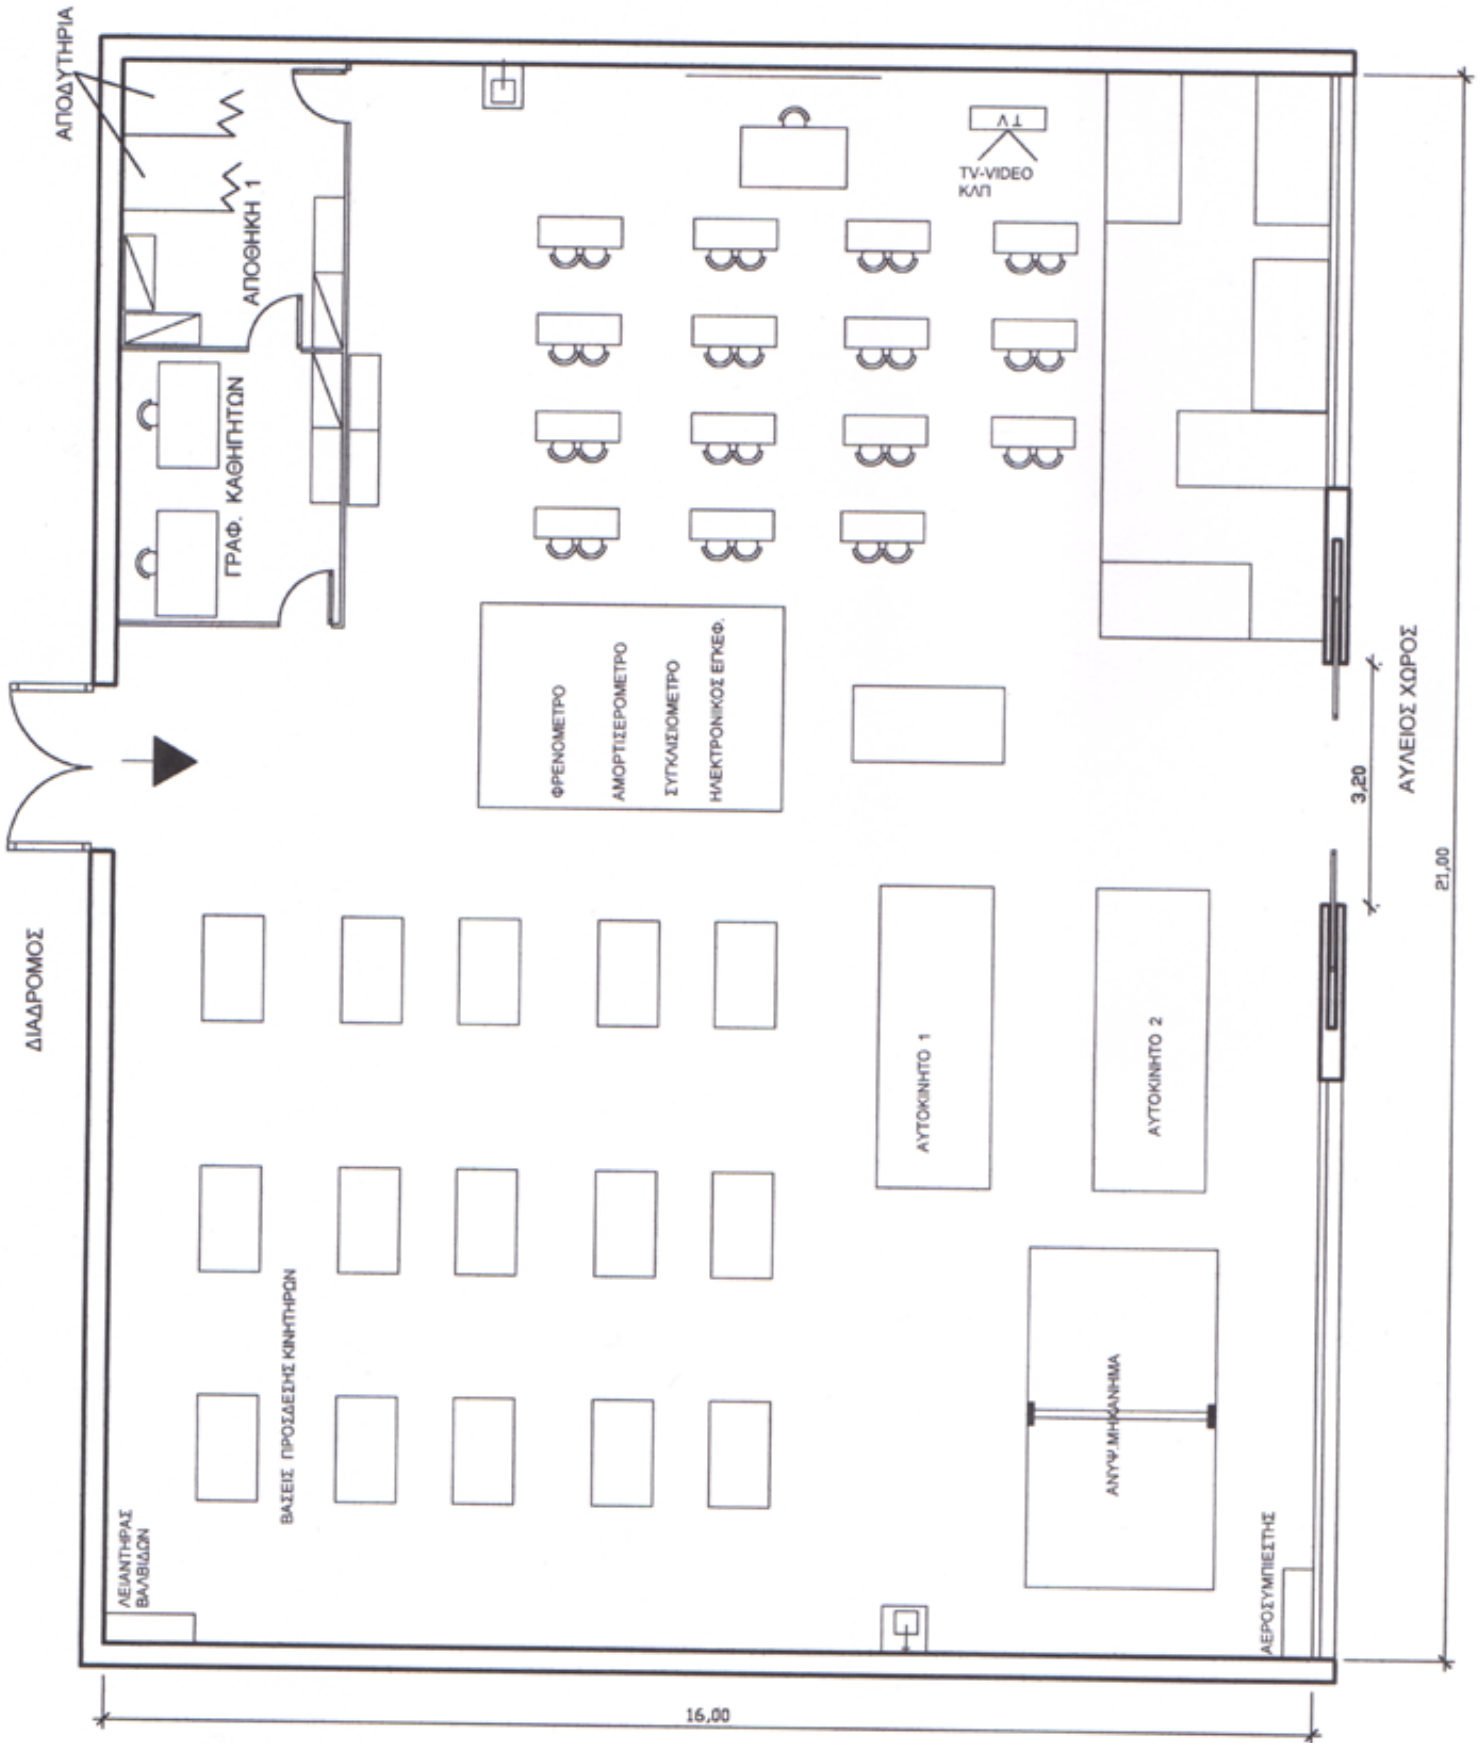 ΑΠΟΔΥΤΗΡΙΑ
ΑΠΟΘΗΚΗ 1
ΓΡΑΦ. ΚΑΘΗΓΗΤΩΝ
TV
TV-VIDEO
ΚΛΠ
ΦΡΕΝΟΜΕΤΡΟ
ΑΜΟΡΤΙΣΕΡΟΜΕΤΡΟ
ΣΥΓΚΛΙΣΙΟΜΕΤΡΟ
ΗΛΕΚΤΡΟΝΙΚΟΣ ΕΓΚΕΦ.
ΔΙΑΔΡΟΜΟΣ
ΑΥΛΕΙΟΣ ΧΩΡΟΣ
3,20
21,00
ΑΥΤΟΚΙΝΗΤΟ 1
ΑΥΤΟΚΙΝΗΤΟ 2
ΒΑΣΕΙΣ ΠΡΟΣΔΕΣΗΣ ΚΙΝΗΤΗΡΩΝ
ΑΝΥΨ.ΜΗΧΑΝΗΜΑ
ΛΕΙΑΝΤΗΡΑΣ
ΒΑΛΒΙΔΩΝ
ΑΕΡΟΣΥΜΠΙΕΣΤΗΣ
16,00